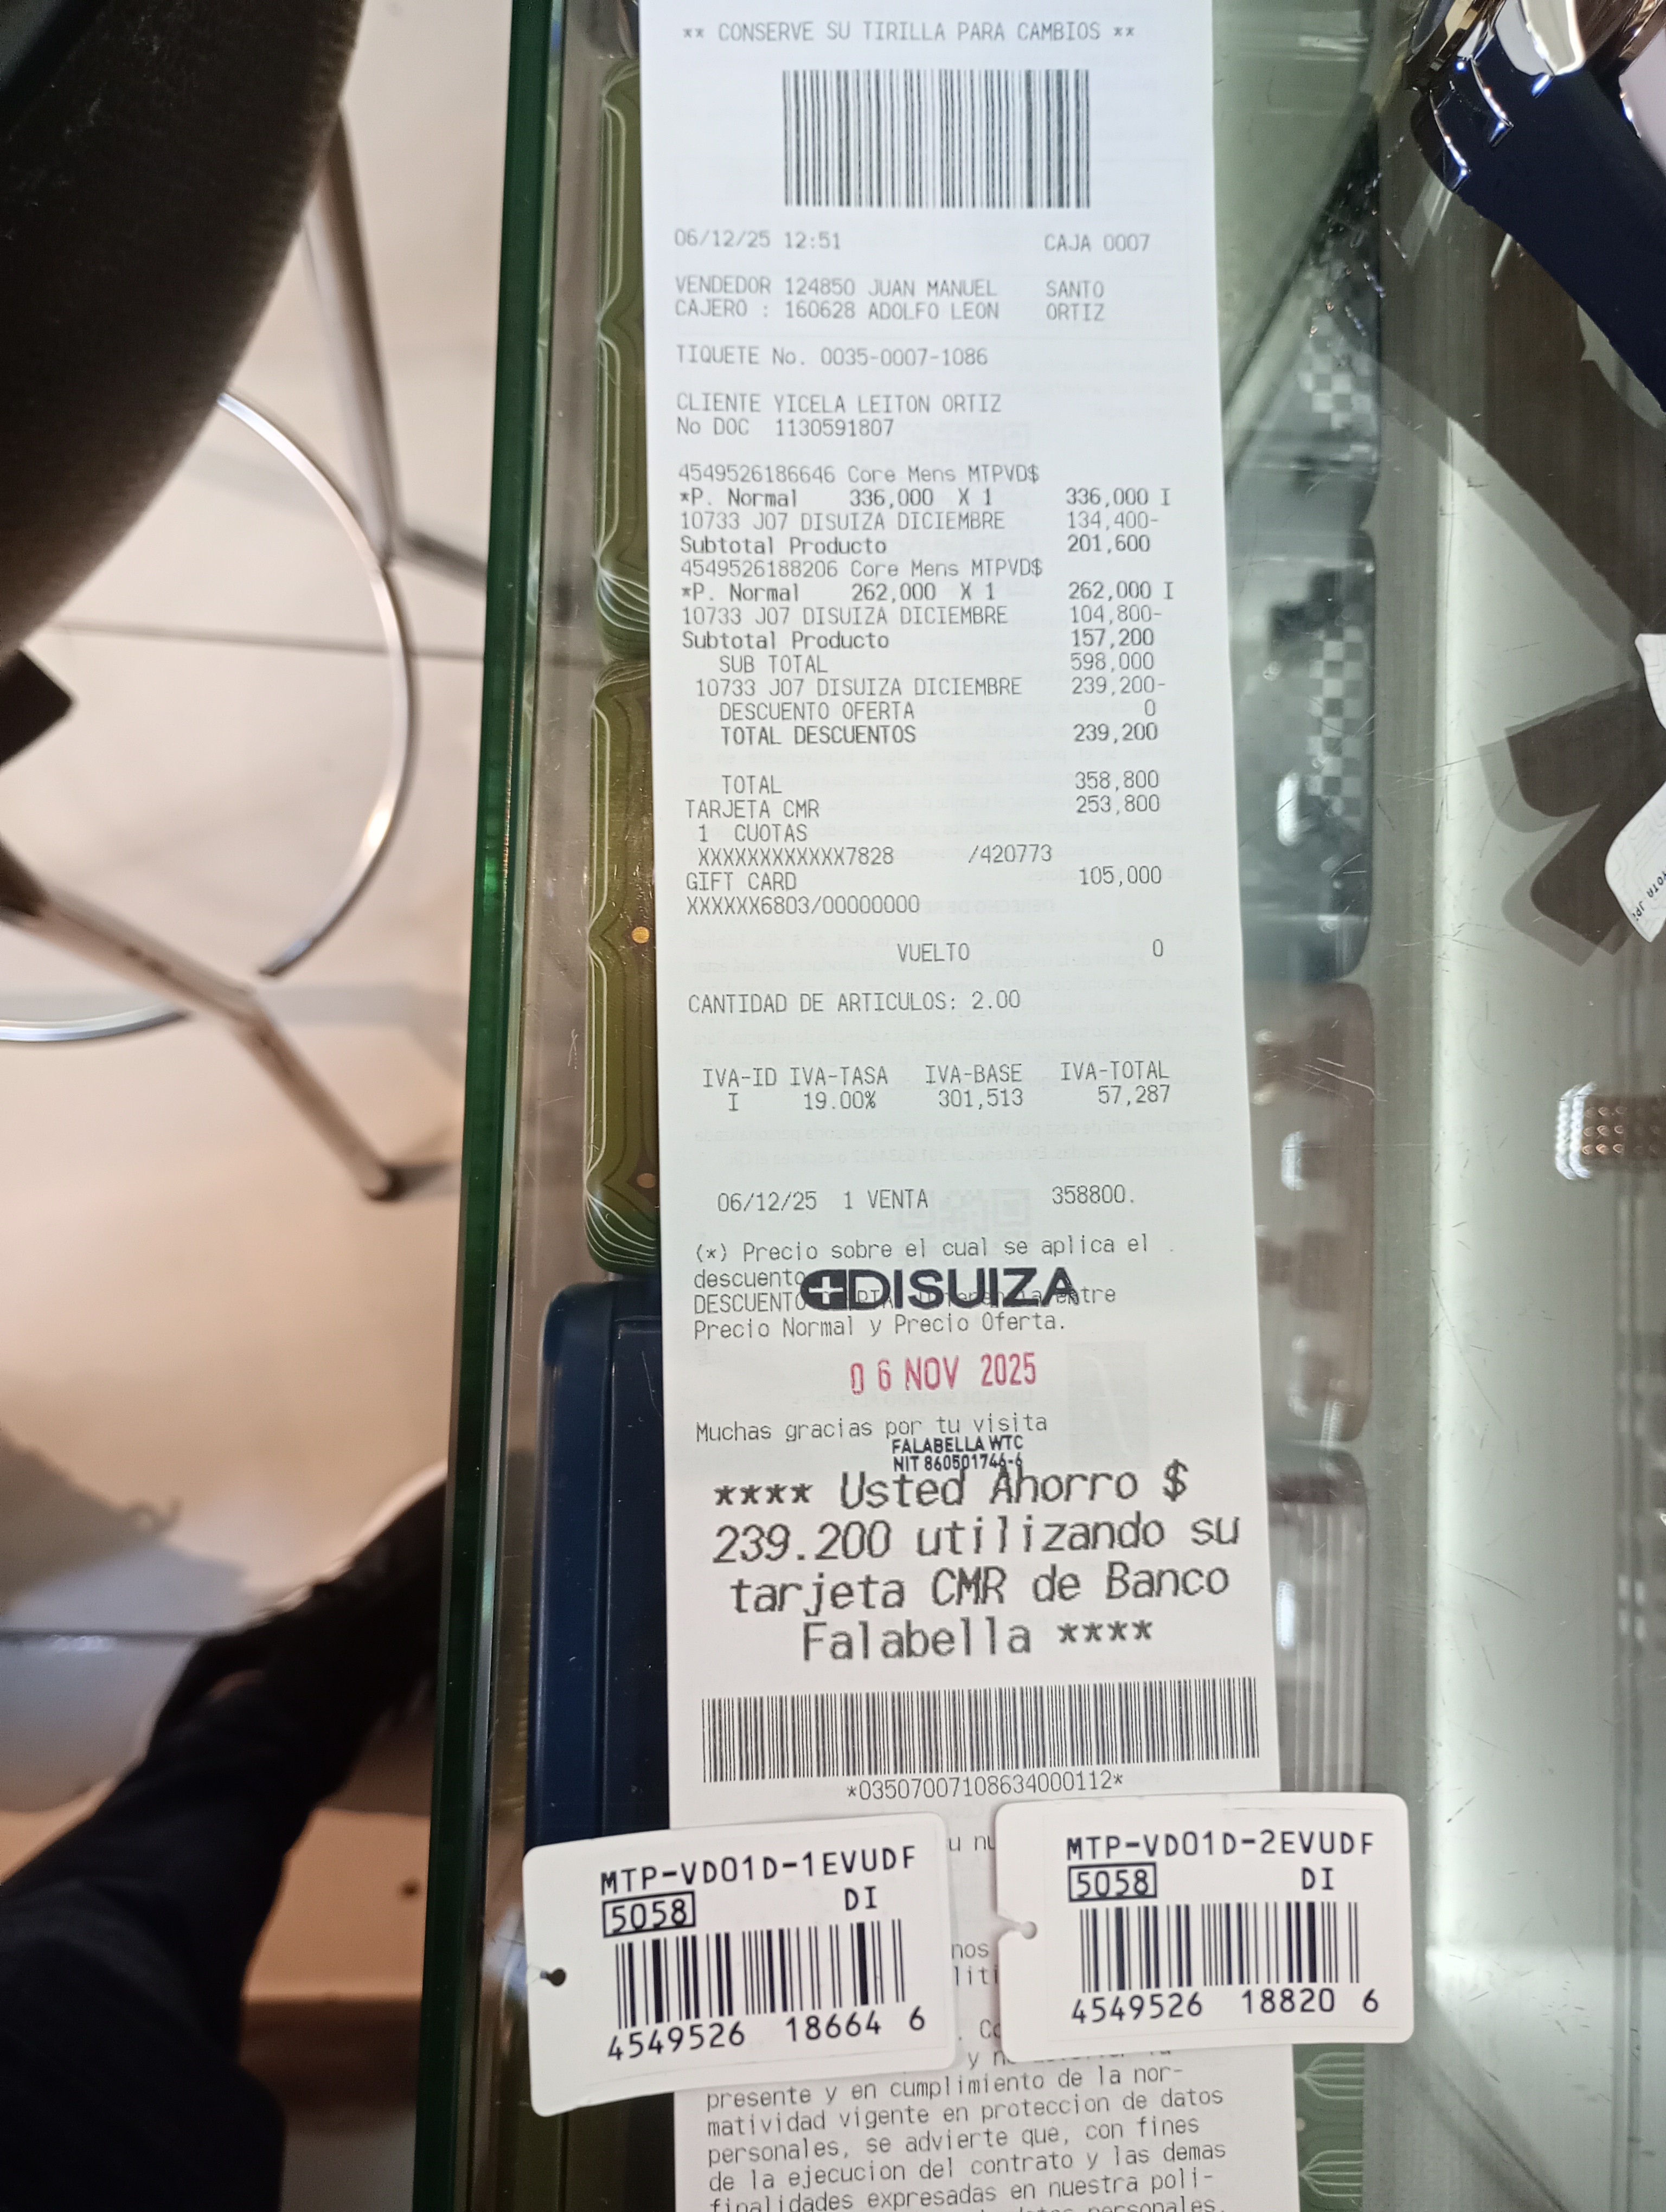 ** CONSERVE SU TIRILLA PARA CAMBIOS **
06/12/25 12:51 CAJA 0007
VENDEDOR 124850 JUAN MANUEL SANTO
CAJERO : 160628 ADOLFO LEON ORTIZ
TIQUETE No. 0035-0007-1086
CLIENTE YICELA LEITON ORTIZ
No DOC 1130591807
4549526186646 Core Mens MTPVD$
*P. Normal 336,000 X 1 336,000 I
10733 J07 DISUIZA DICIEMBRE 134,400-
Subtotal Producto 201,600
4549526188206 Core Mens MTPVD$
*P. Normal 262,000 X 1 262,000 I
10733 J07 DISUIZA DICIEMBRE 104,800-
Subtotal Producto 157,200
SUB TOTAL 598,000
10733 J07 DISUIZA DICIEMBRE 239,200-
DESCUENTO OFERTA 0
TOTAL DESCUENTOS 239,200
TOTAL 358,800
TARJETA CMR 253,800
1 CUOTAS
XXXXXXXXXXXX7828 /420773
GIFT CARD 105,000
XXXXXX6803/00000000
VUELTO 0
CANTIDAD DE ARTICULOS: 2.00
IVA-ID IVA-TASA IVA-BASE IVA-TOTAL
I 19.00% 301,513 57,287
06/12/25 1 VENTA 358800.
(*) Precio sobre el cual se aplica el
descuento
DISUIZA
DESCUENTO entre
Precio Normal y Precio Oferta.
06 NOV 2025
Muchas gracias por tu visita
FALABELLA WTC
NIT 860501746-6
**** Usted Ahorro $
239.200 utilizando su
tarjeta CMR de Banco
Falabella ****
*03507007108634000112*
MTP-VD01D-1EVUDF
5058 DI
4549526 18664 6
MTP-VD01D-2EVUDF
5058 DI
4549526 18820 6
presente y en cumplimiento de la nor-
matividad vigente en proteccion de datos
personales, se advierte que, con fines
de la ejecucion del contrato y las demas
finalidades expresadas en nuestra poli-
personales.